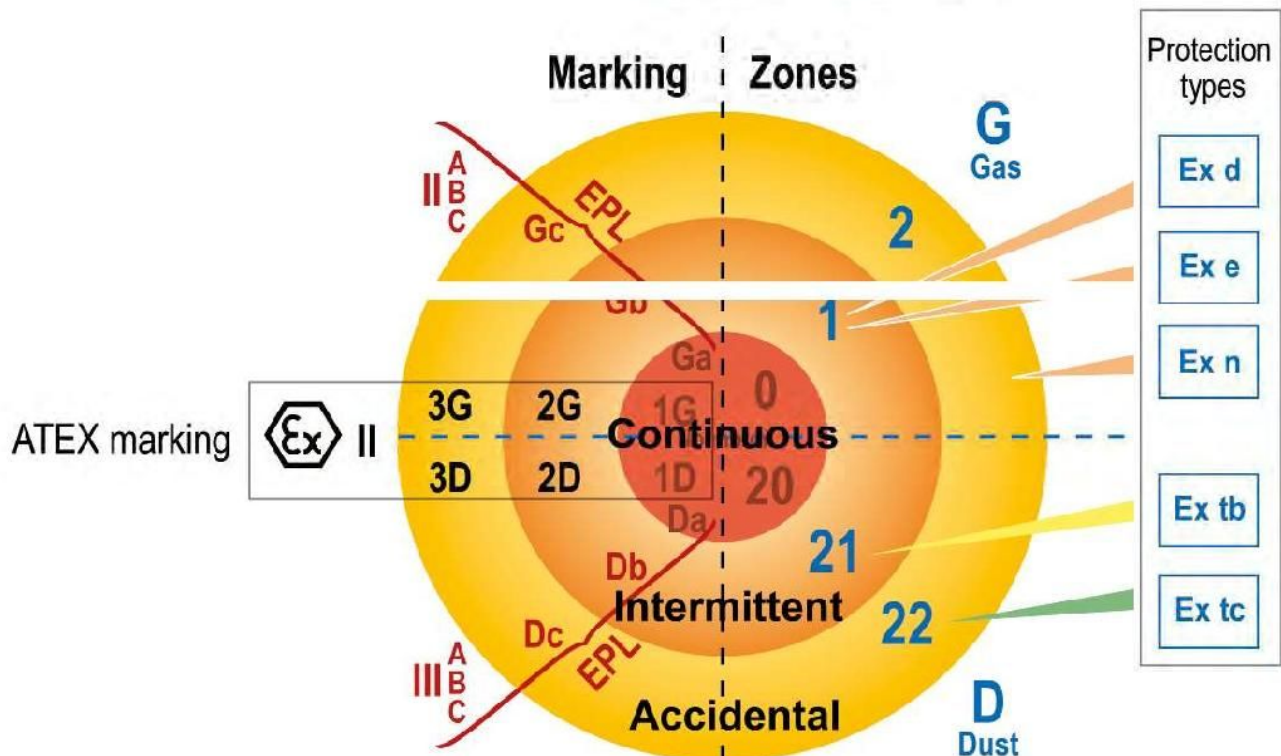 Marking Zones
Protection
types
G
Gas
Ex d
II A
B
C
EPL
Gc
2
Ex e
Gb
1
Ga
0
Ex n
ATEX marking
Ex II
3G 2G 1G
Continuous
3D 2D 1D
20
Da
Ex tb
21
Db
Intermittent
22
Ex tc
Dc
EPL
III A
B
C
Accidental
D
Dust